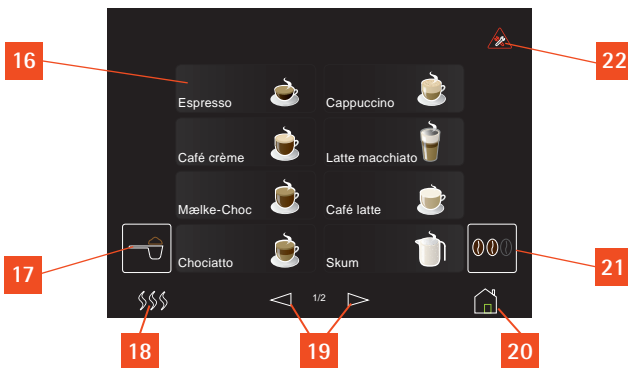 16
22
Espresso
Cappuccino
Café crème
Latte macchiato
Mælke-Choc
Café latte
17
Chociatto
Skum
21
1/2
18
19
20